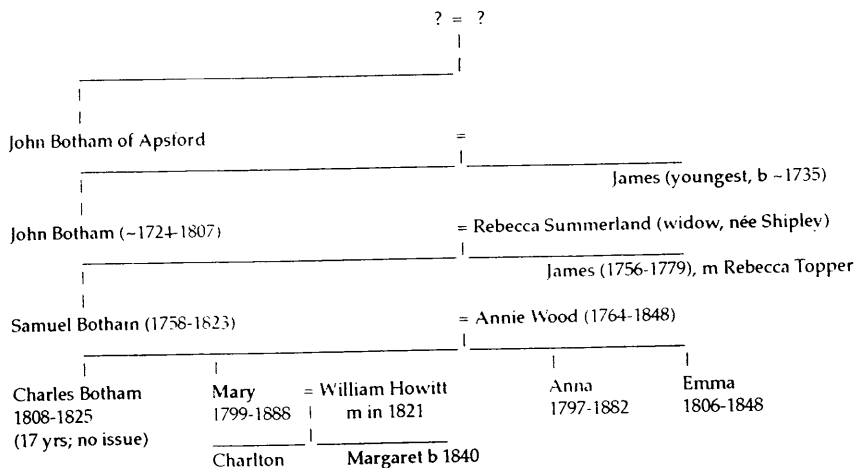 ? = ?
John Botham of Apsford =
James (youngest, b ~1735)
John Botham (~1724-1807) = Rebecca Summerland (widow, née Shipley)
James (1756-1779), m Rebecca Topper
Samuel Botham (1758-1823) = Annie Wood (1764-1848)
Charles Botham Mary = William Howitt Anna Emma
1808-1825 1799-1888 m in 1821 1797-1882 1806-1848
(17 yrs; no issue)
Charlton Margaret b 1840